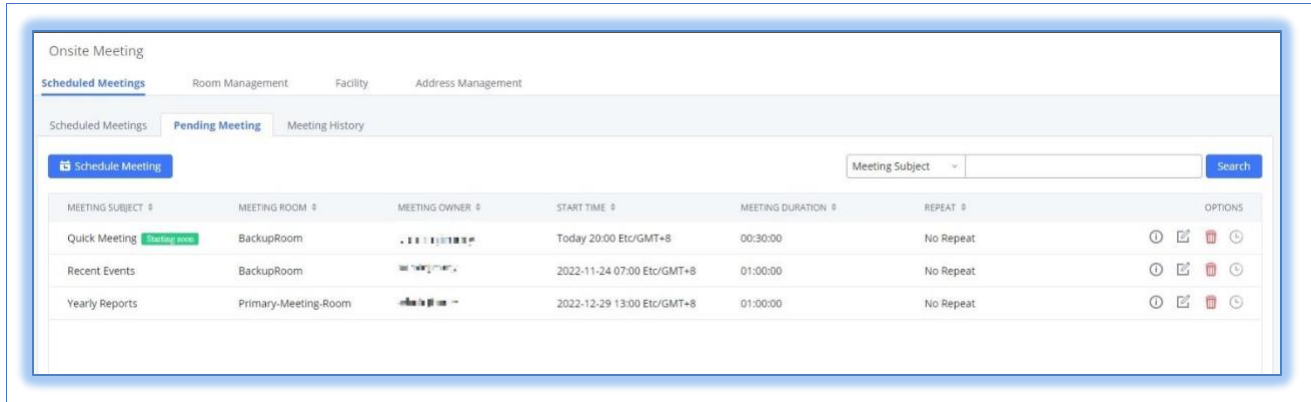 Onsite Meeting
Scheduled Meetings Room Management Facility Address Management
Scheduled Meetings Pending Meeting Meeting History
Schedule Meeting Meeting Subject Search
MEETING SUBJECT MEETING ROOM MEETING OWNER START TIME MEETING DURATION REPEAT OPTIONS
Quick Meeting Starting soon BackupRoom Today 20:00 Etc/GMT+8 00:30:00 No Repeat
Recent Events BackupRoom 2022-11-24 07:00 Etc/GMT+8 01:00:00 No Repeat
Yearly Reports Primary-Meeting-Room 2022-12-29 13:00 Etc/GMT+8 01:00:00 No Repeat